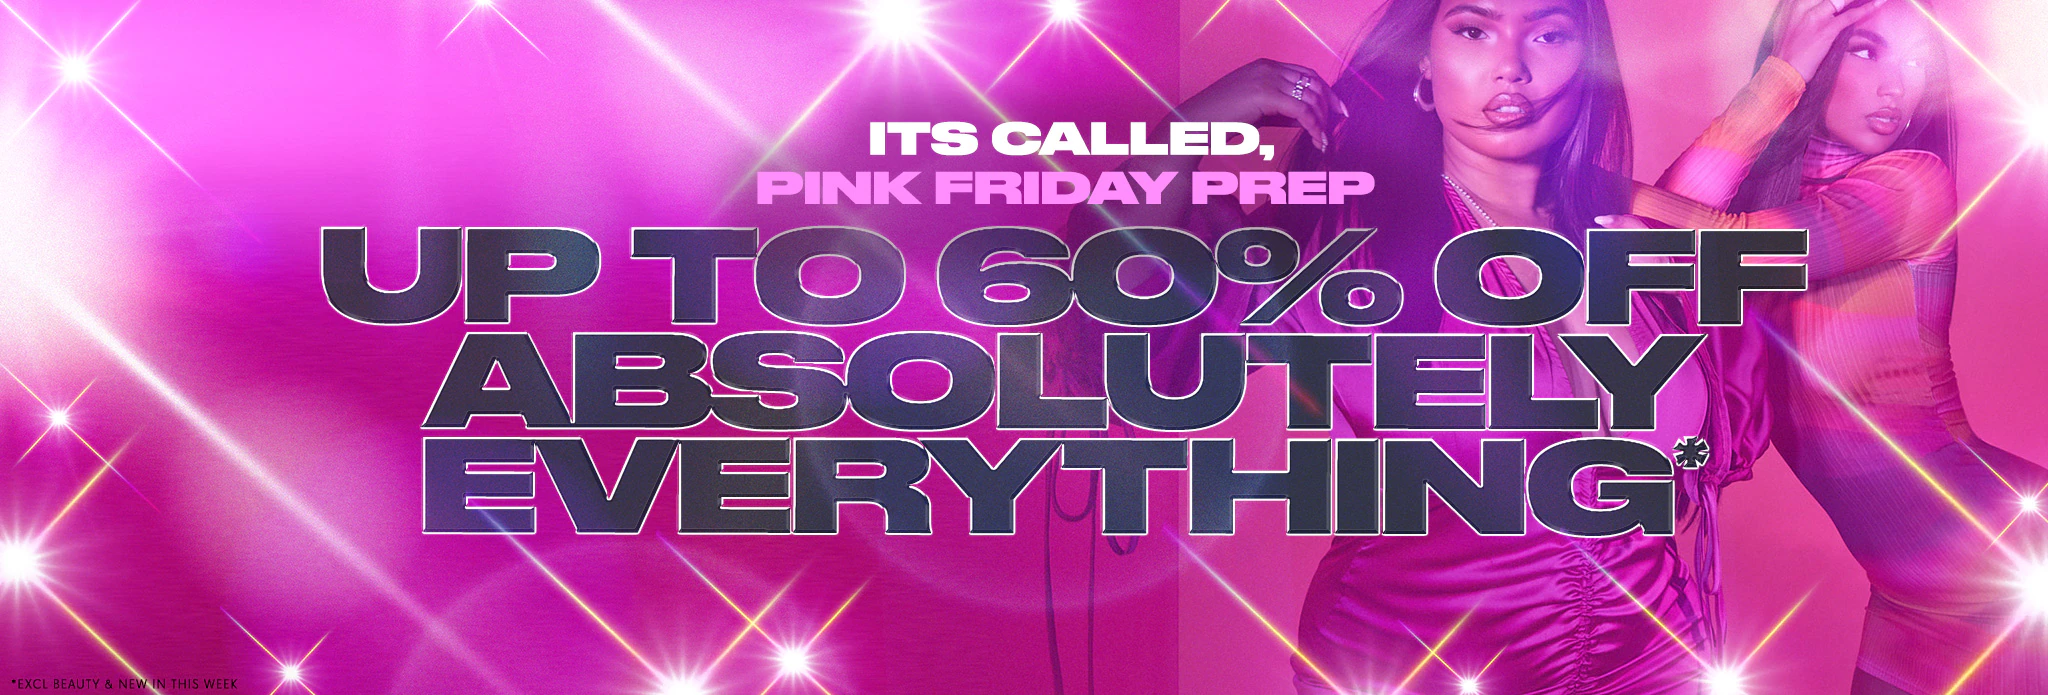 ITS CALLED,
PINK FRIDAY PREP
UP TO 60% OFF
ABSOLUTELY
EVERYTHING*
*EXCL BEAUTY & NEW IN THIS WEEK